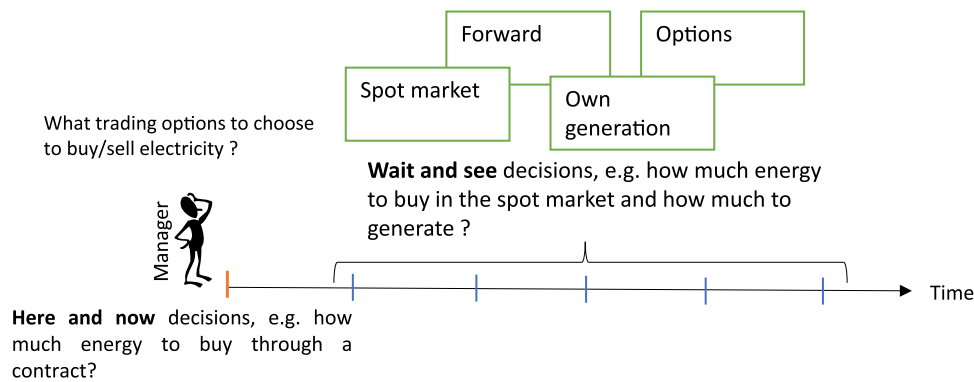 Forward
Options
Spot market
Own
generation
What trading options to choose
to buy/sell electricity ?
Wait and see decisions, e.g. how much energy
to buy in the spot market and how much to
generate ?
Manager
Time
Here and now decisions, e.g. how
much energy to buy through a
contract?